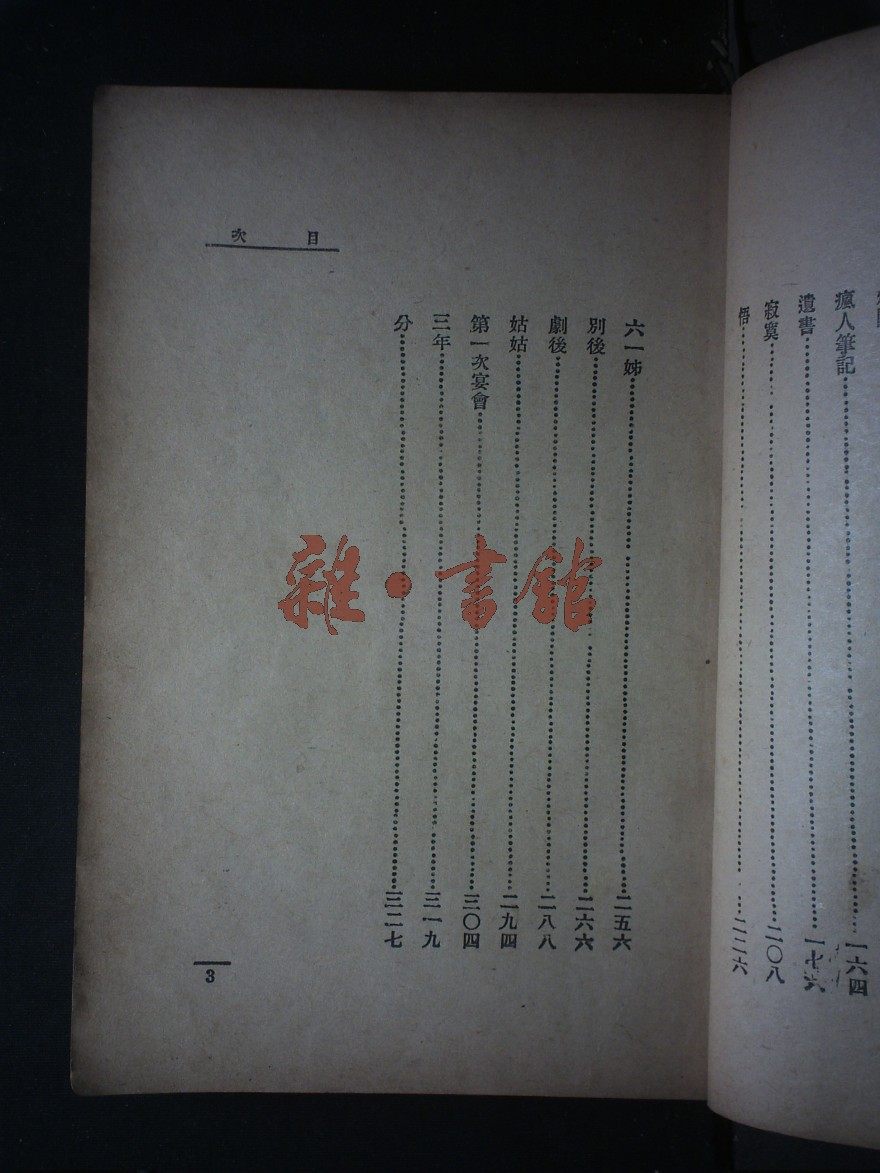 瘋人筆記……一六四
遺書……一七六
寂寞……二〇八
悟……二二六
目次
六一姊……二五六
別後……二六六
劇後……二八八
姑姑……二九四
第一次宴會……三〇四
三年……三一九
分……三二七
3
雜·書館